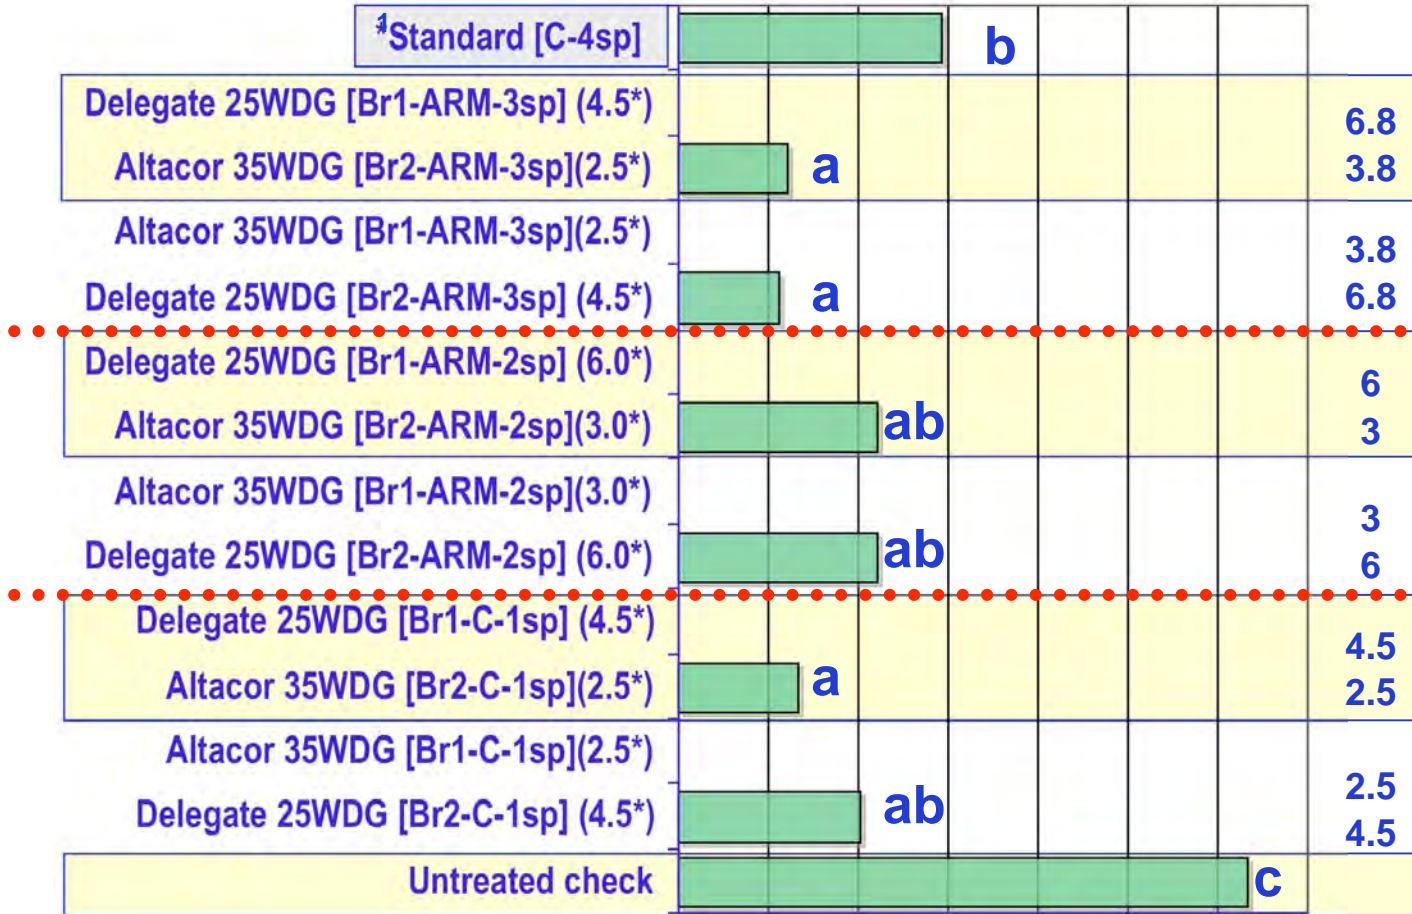 1*Standard [C-4sp]
b
Delegate 25WDG [Br1-ARM-3sp] (4.5*)
6.8
Altacor 35WDG [Br2-ARM-3sp](2.5*)
a
3.8
Altacor 35WDG [Br1-ARM-3sp](2.5*)
3.8
Delegate 25WDG [Br2-ARM-3sp] (4.5*)
a
6.8
Delegate 25WDG [Br1-ARM-2sp] (6.0*)
6
Altacor 35WDG [Br2-ARM-2sp](3.0*)
ab
3
Altacor 35WDG [Br1-ARM-2sp](3.0*)
3
Delegate 25WDG [Br2-ARM-2sp] (6.0*)
ab
6
Delegate 25WDG [Br1-C-1sp] (4.5*)
4.5
Altacor 35WDG [Br2-C-1sp](2.5*)
a
2.5
Altacor 35WDG [Br1-C-1sp](2.5*)
2.5
Delegate 25WDG [Br2-C-1sp] (4.5*)
ab
4.5
Untreated check
c